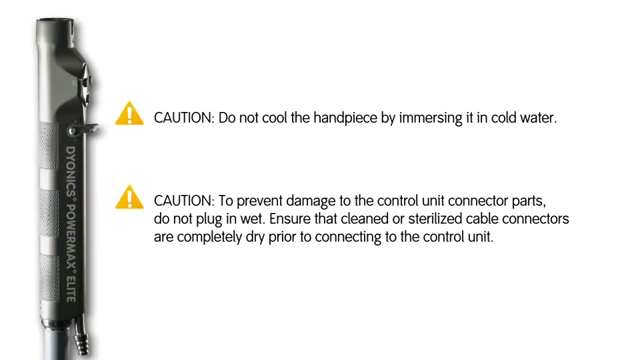 DYONICS® POWERMAX® ELITE
CAUTION: Do not cool the handpiece by immersing it in cold water.
CAUTION: To prevent damage to the control unit connector parts,
do not plug in wet. Ensure that cleaned or sterilized cable connectors
are completely dry prior to connecting to the control unit.